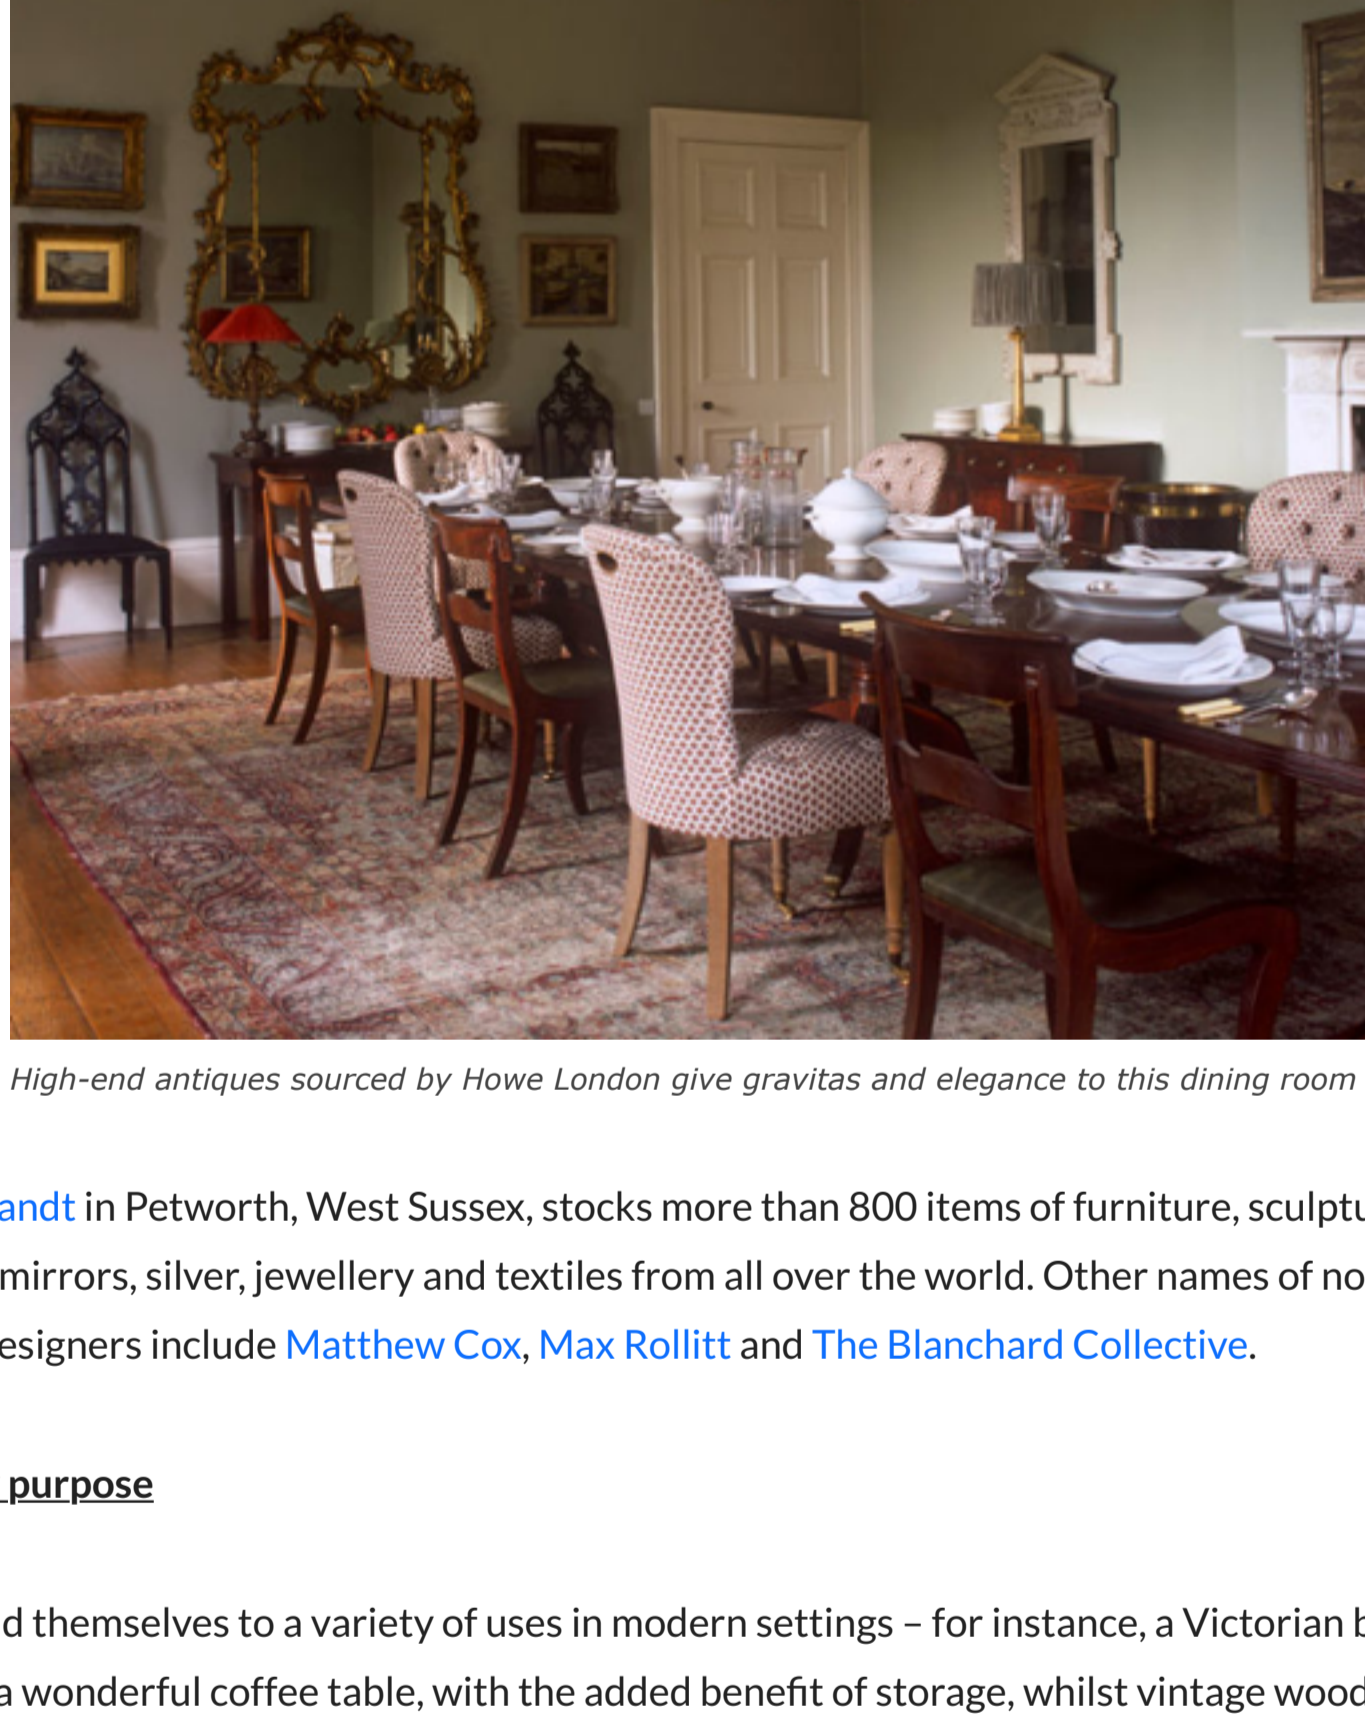 High-end antiques sourced by Howe London give gravitas and elegance to this dining room
andt in Petworth, West Sussex, stocks more than 800 items of furniture, sculptu
mirrors, silver, jewellery and textiles from all over the world. Other names of no
esigners include Matthew Cox, Max Rollitt and The Blanchard Collective.
purpose
d themselves to a variety of uses in modern settings – for instance, a Victorian b
a wonderful coffee table, with the added benefit of storage, whilst vintage wood